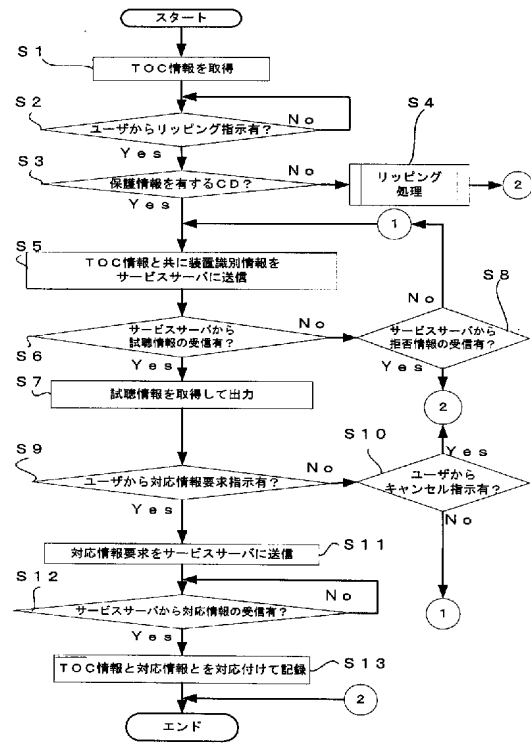 スタート
S1
TOC情報を取得
S2
ユーザからリッピング指示有?
No
Yes
S3
保護情報を有するCD?
No
Yes
S4
リッピング
処理
2
1
S5
TOC情報と共に装置識別情報を
サービスサーバに送信
S6
サービスサーバから
試聴情報の受信有?
No
Yes
S8
No
サービスサーバから
拒否情報の受信有?
Yes
2
S7
試聴情報を取得して出力
S9
ユーザから対応情報要求指示有?
No
Yes
S10
Yes
ユーザから
キャンセル指示有?
No
1
S11
対応情報要求をサービスサーバに送信
S12
サービスサーバから対応情報の受信有?
No
Yes
S13
TOC情報と対応情報とを対応付けて記録
2
エンド